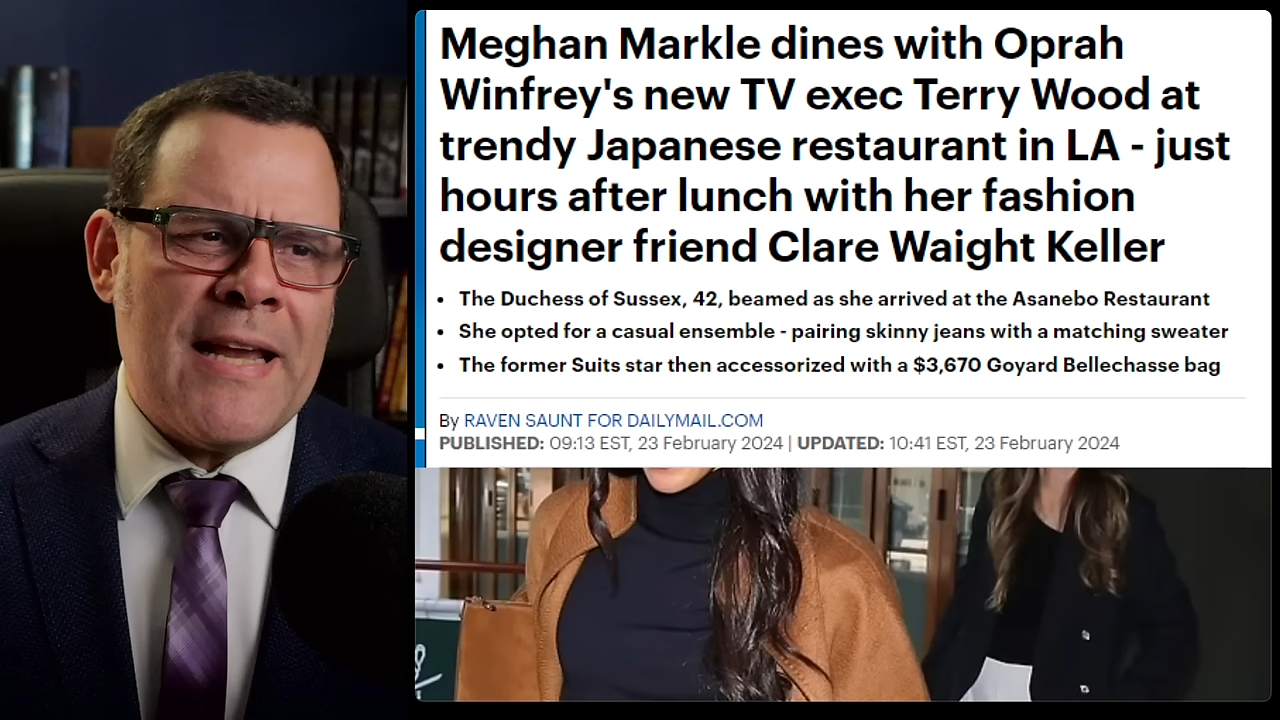 Meghan Markle dines with Oprah
Winfrey's new TV exec Terry Wood at
trendy Japanese restaurant in LA - just
hours after lunch with her fashion
designer friend Clare Waight Keller
• The Duchess of Sussex, 42, beamed as she arrived at the Asanebo Restaurant
• She opted for a casual ensemble - pairing skinny jeans with a matching sweater
• The former Suits star then accessorized with a $3,670 Goyard Bellechasse bag
By RAVEN SAUNT FOR DAILYMAIL.COM
PUBLISHED: 09:13 EST, 23 February 2024 | UPDATED: 10:41 EST, 23 February 2024